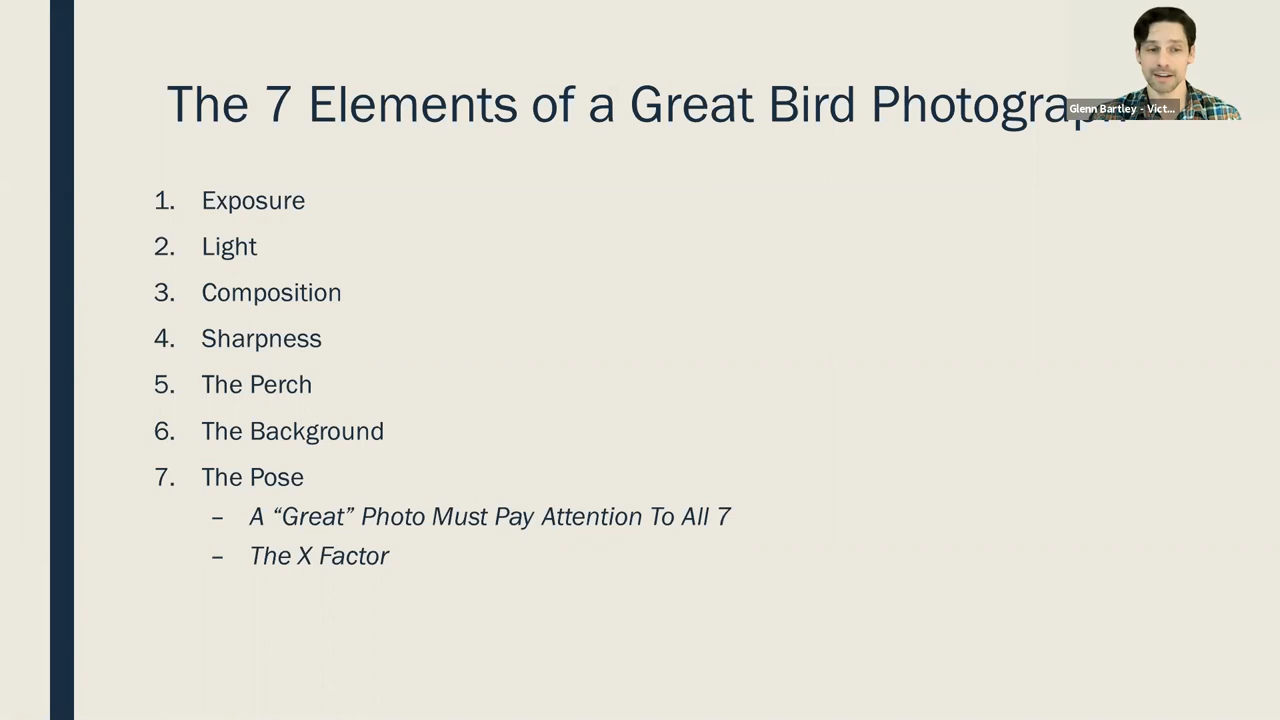 The 7 Elements of a Great Bird Photograph
Glenn Bartley - Vict...
1. Exposure
2. Light
3. Composition
4. Sharpness
5. The Perch
6. The Background
7. The Pose
– A “Great” Photo Must Pay Attention To All 7
– The X Factor